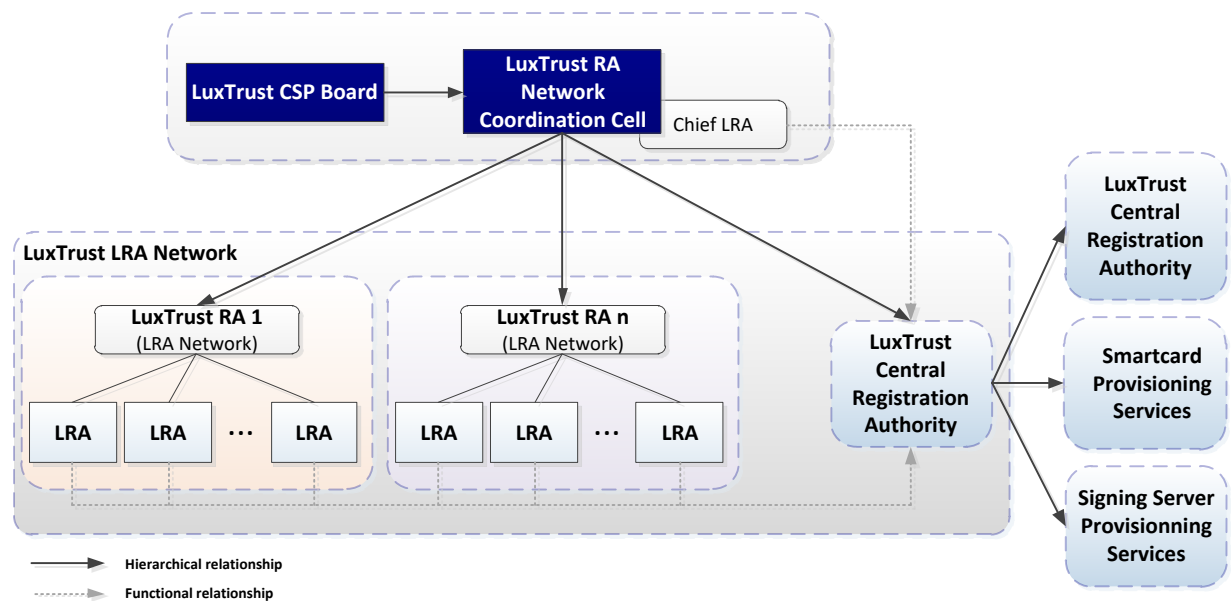 LuxTrust CSP Board
LuxTrust RA
Network
Coordination Cell
Chief LRA
LuxTrust
Central
Registration
Authority
LuxTrust LRA Network
LuxTrust RA 1
(LRA Network)
LuxTrust RA n
(LRA Network)
LuxTrust
Central
Registration
Authority
Smartcard
Provisioning
Services
LRA
LRA
...
LRA
LRA
LRA
...
LRA
Signing Server
Provisionning
Services
Hierarchical relationship
Functional relationship